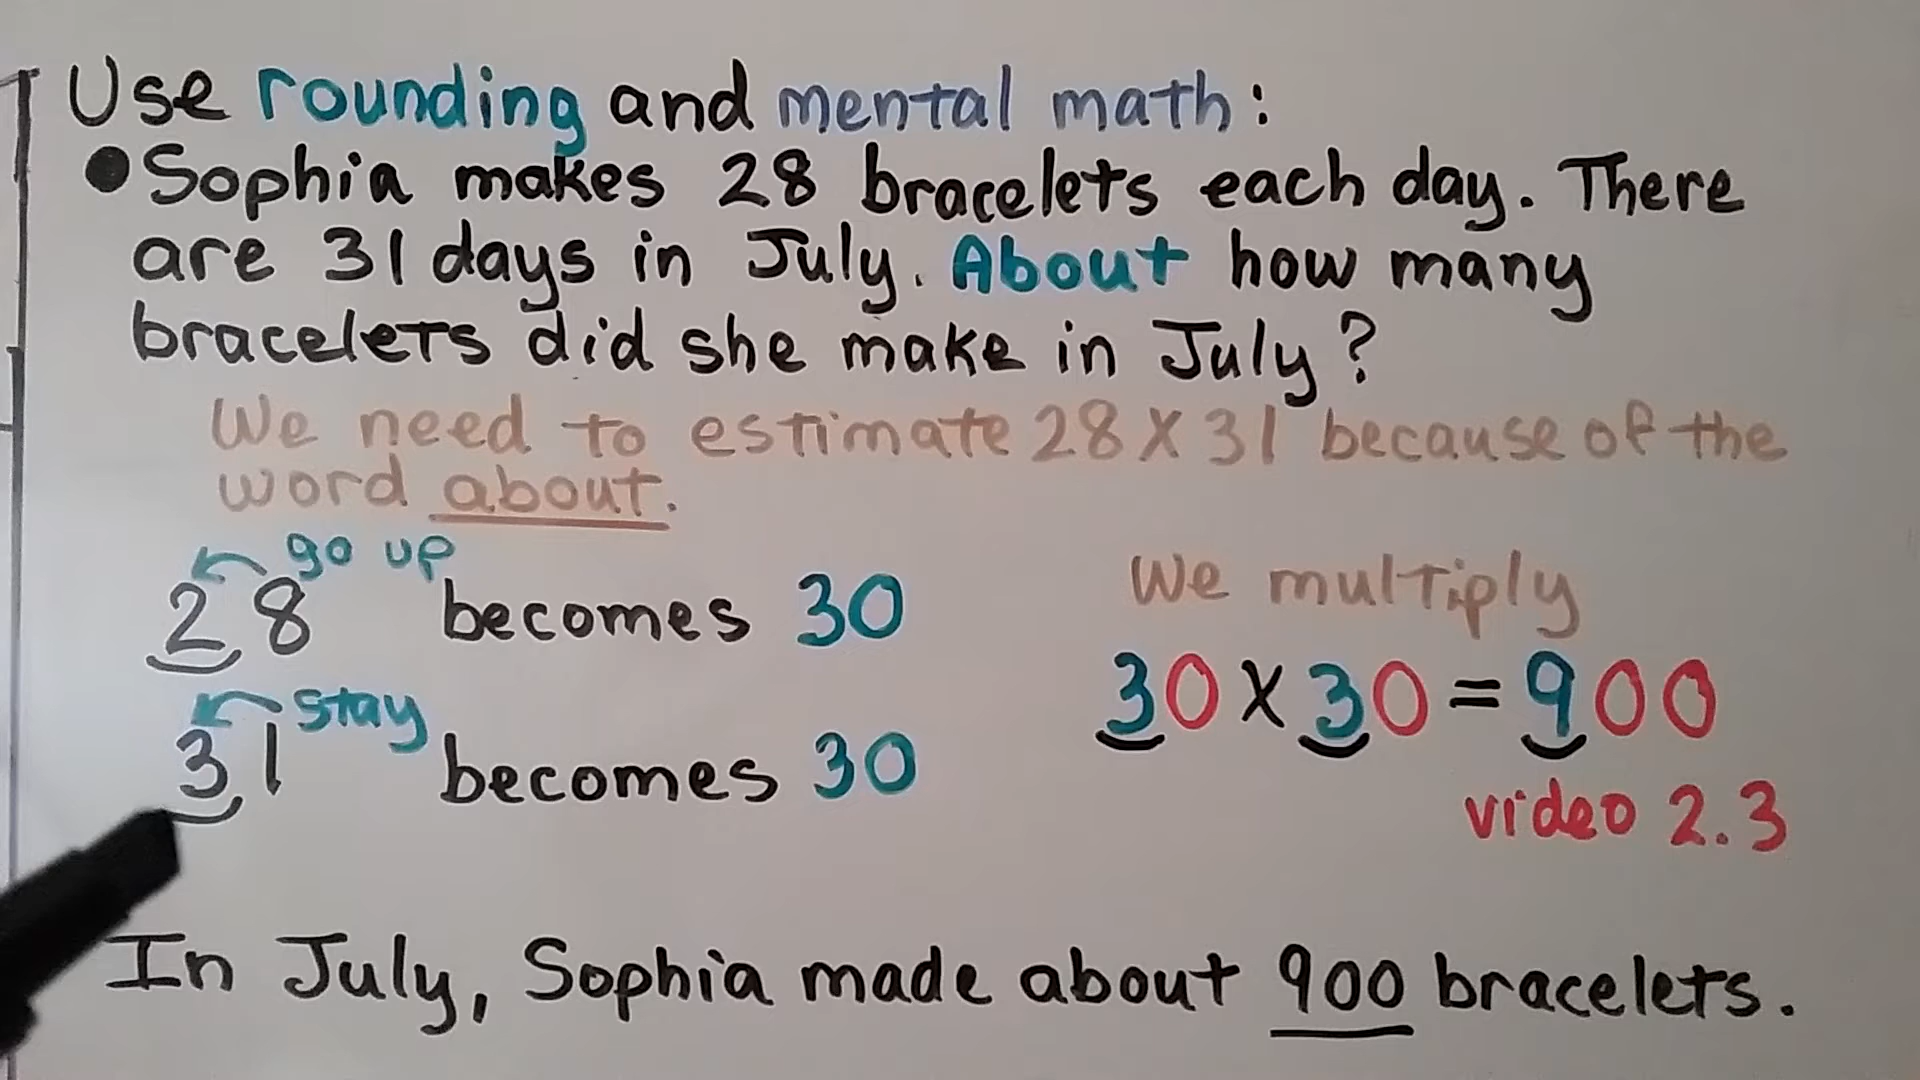 Use rounding and mental math:
● Sophia makes 28 bracelets each day. There
are 31 days in July. About how many
bracelets did she make in July?
We need to estimate 28 X 31 because of the
word about.
go up
28 becomes 30
stay
31 becomes 30
We multiply
30 X 30 = 900
video 2.3
In July, Sophia made about 900 bracelets.